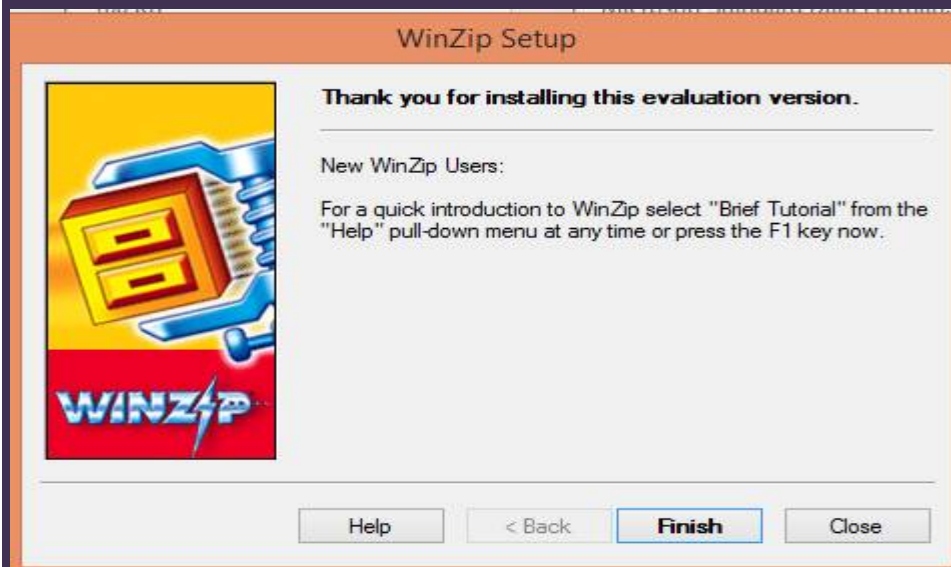 WinZip Setup
Thank you for installing this evaluation version.
New WinZip Users:
For a quick introduction to WinZip select "Brief Tutorial" from the
"Help" pull-down menu at any time or press the F1 key now.
WINZIP
Help
< Back
Finish
Close